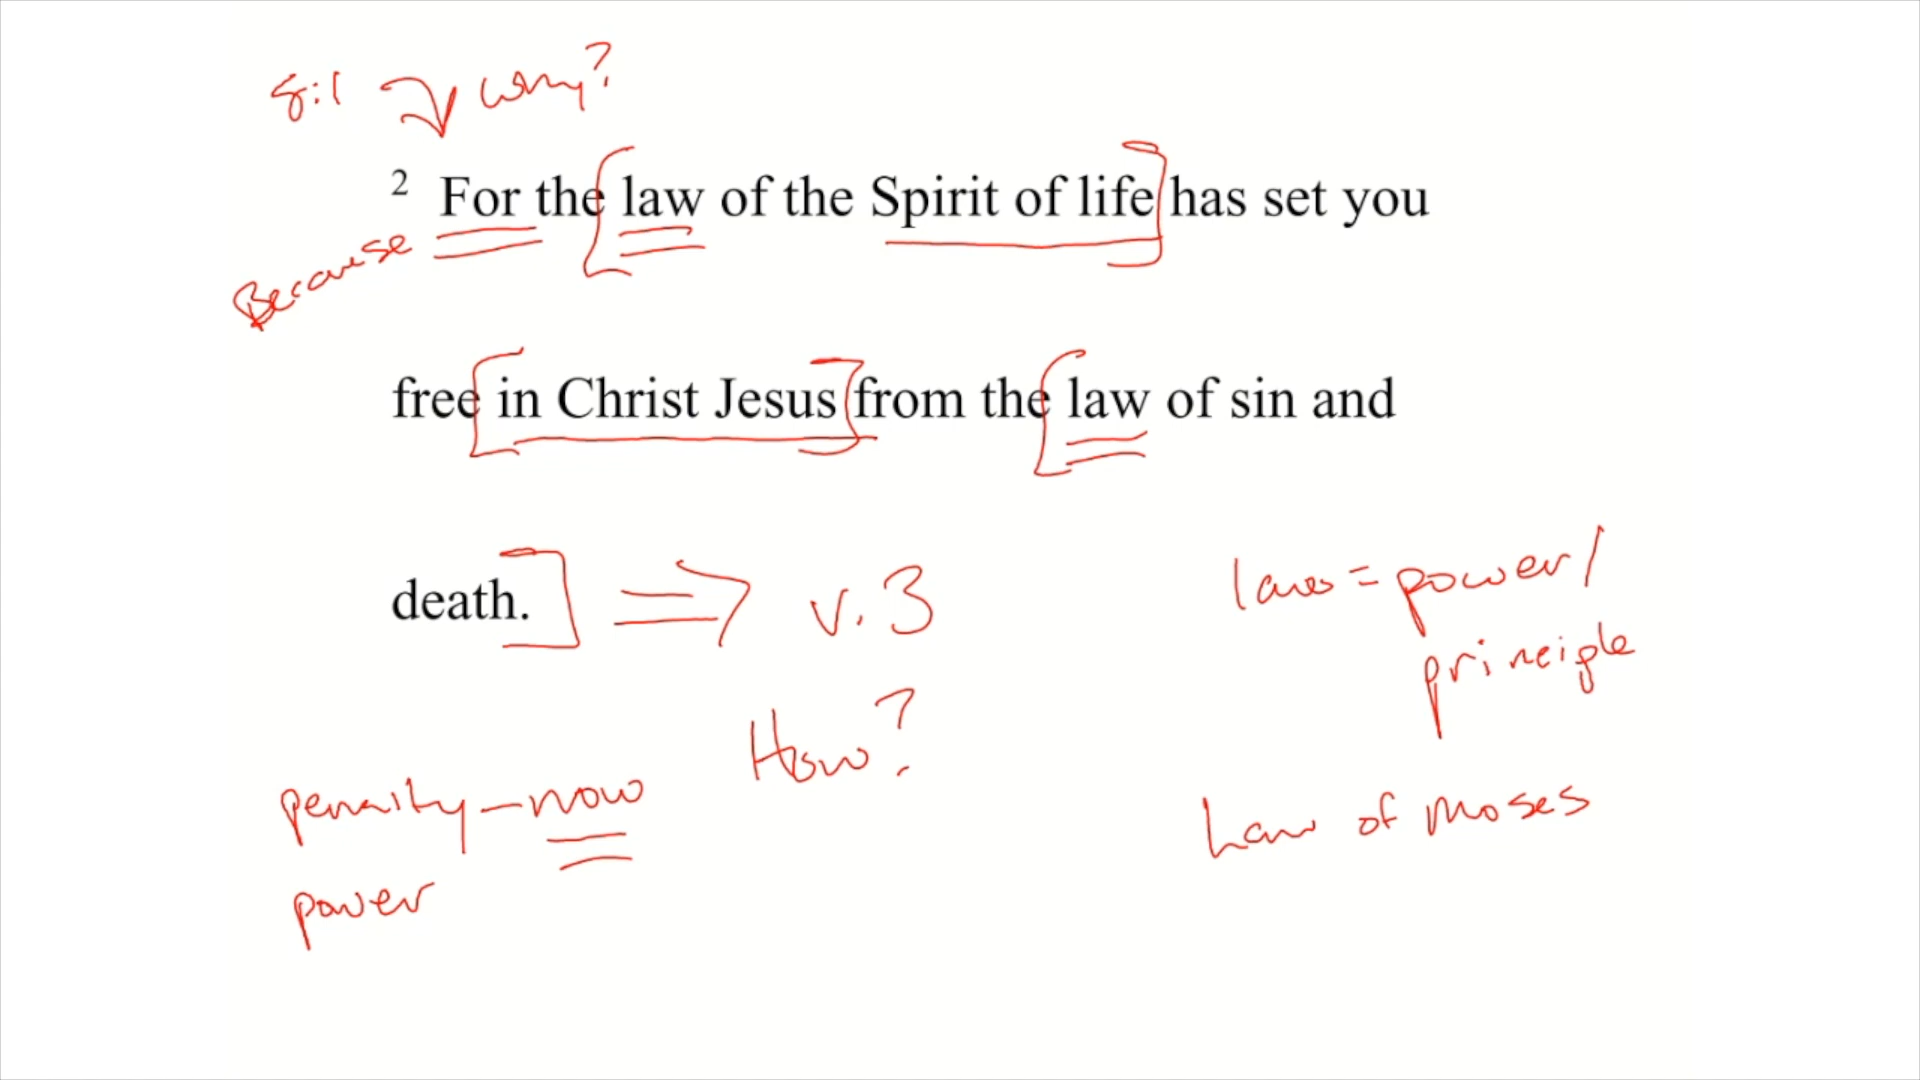 8:1 why?
2 For the law of the Spirit of life has set you
Because
free in Christ Jesus from the law of sin and
death. ⇒ v. 3
law = power/
principle
How?
penalty - now
Law of Moses
power